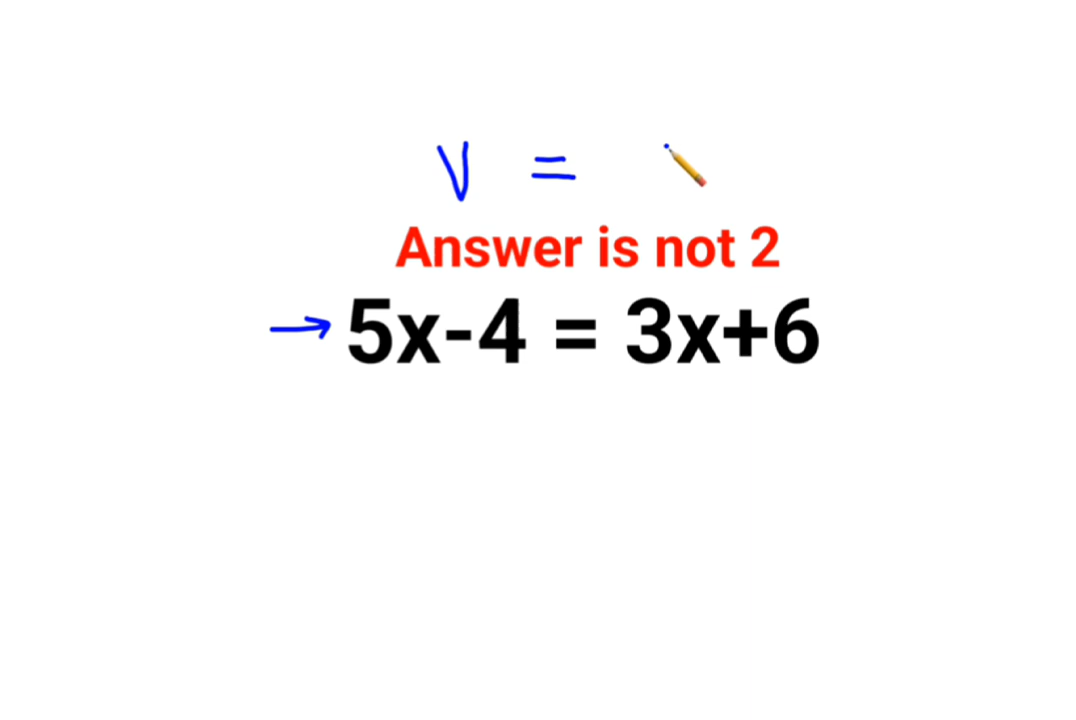 V =
Answer is not 2
→ 5x-4 = 3x+6